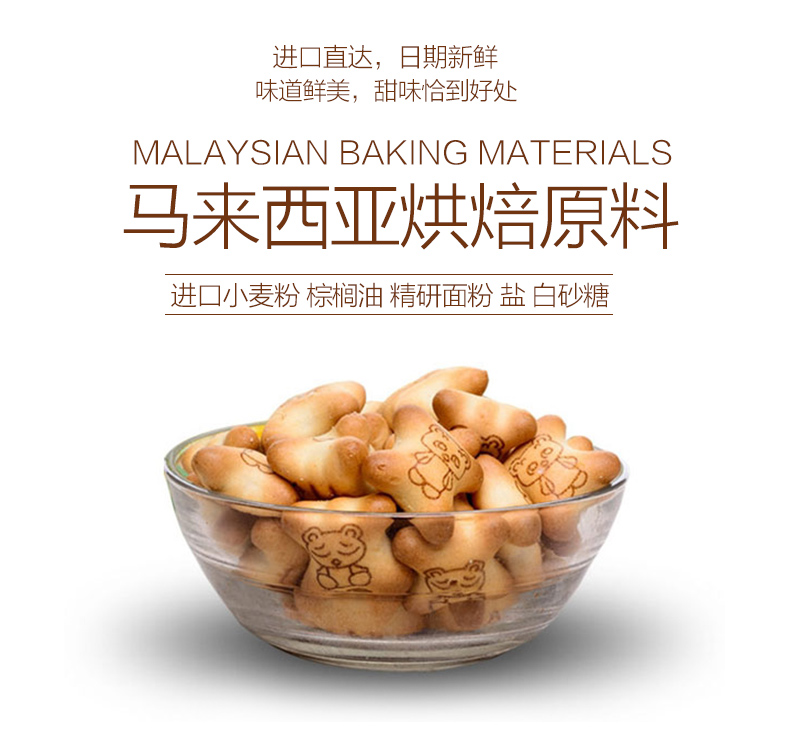 进口直达，日期新鲜
味道鲜美，甜味恰到好处
MALAYSIAN BAKING MATERIALS
马来西亚烘焙原料
进口小麦粉 棕榈油 精研面粉 盐 白砂糖